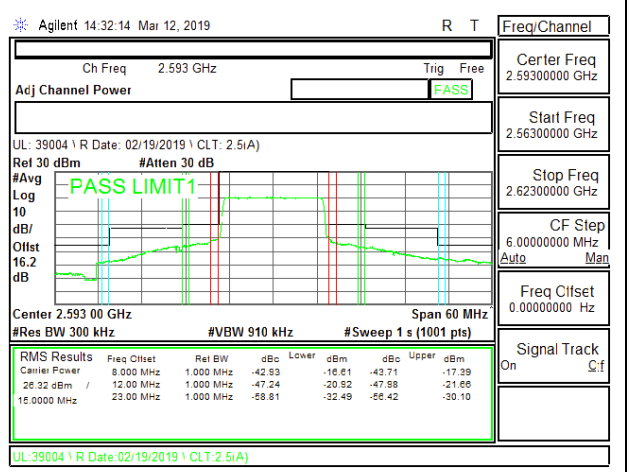 Agilent 14:32:14 Mar 12, 2019 R T
Freq/Channel
Ch Freq 2.593 GHz Trig Free
Adj Channel Power PASS
UL: 39004 \ R Date: 02/19/2019 \ CLT: 2.5(A)
Ref 30 dBm #Atten 30 dB
#Avg
Log
10
dB/
Offst
16.2
dB
PASS LIMIT1
Center 2.593 00 GHz Span 60 MHz
#Res BW 300 kHz #VBW 910 kHz #Sweep 1 s (1001 pts)
RMS Results Freq Offset Ref BW dBc Lower dBm dBc Upper dBm
Carrier Power 8.000 MHz 1.000 MHz -42.93 -16.61 -43.71 -17.39
26.32 dBm / 12.00 MHz 1.000 MHz -47.24 -20.92 -47.98 -21.66
15.0000 MHz 23.00 MHz 1.000 MHz -58.81 -32.49 -56.42 -30.10
UL:39004 \ R Date:02/19/2019 \ CLT:2.5(A)
Center Freq
2.59300000 GHz
Start Freq
2.56300000 GHz
Stop Freq
2.62300000 GHz
CF Step
6.00000000 MHz
Auto Man
Freq Offset
0.00000000 Hz
Signal Track
On Off